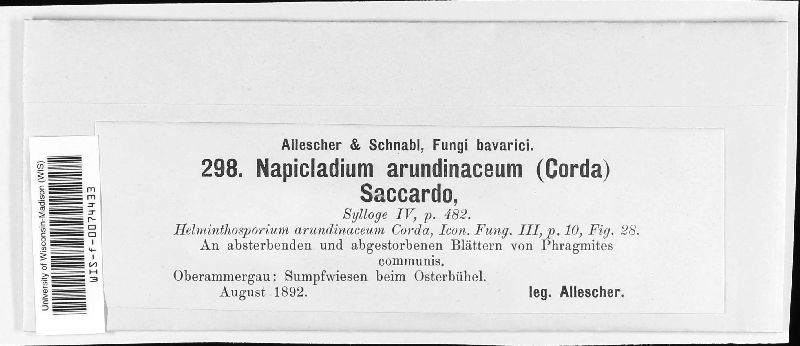 Allescher & Schnabl, Fungi bavarici.
298. Napicladium arundinaceum (Corda)
Saccardo,
Sylloge IV, p. 482.
Helminthosporium arundinaceum Corda, Icon. Fung. III, p. 10, Fig. 28.
An absterbenden und abgestorbenen Blättern von Phragmites
communis.
Oberammergau: Sumpfwiesen beim Osterbühel.
August 1892. leg. Allescher.
University of Wisconsin-Madison (WIS)
WIS-f-0074433